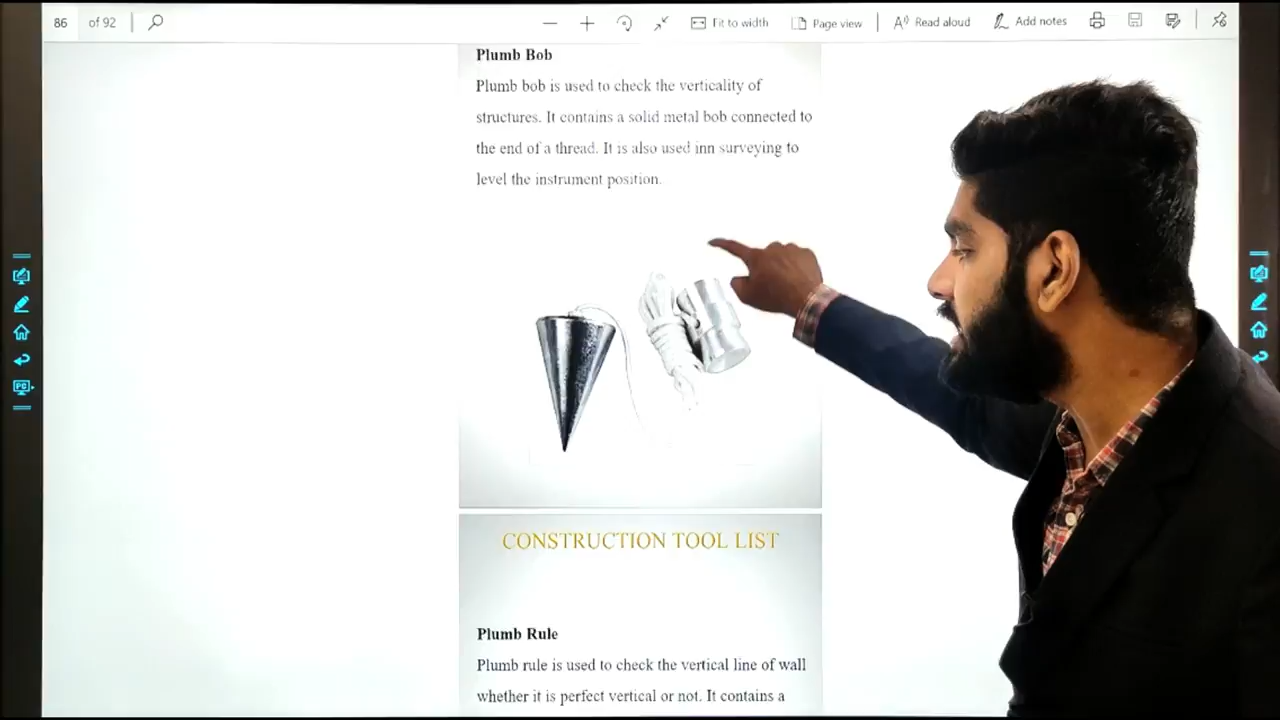 86 of 92 Fit to width Page view Read aloud Add notes
Plumb Bob
Plumb bob is used to check the verticality of
structures. It contains a solid metal bob connected to
the end of a thread. It is also used inn surveying to
level the instrument position.
CONSTRUCTION TOOL LIST
Plumb Rule
Plumb rule is used to check the vertical line of wall
whether it is perfect vertical or not. It contains a
PC